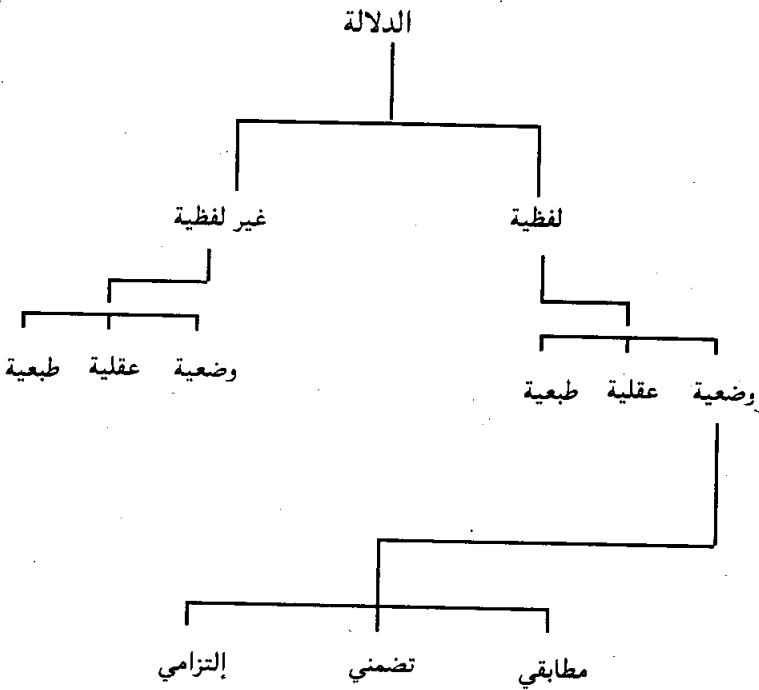 الدلالة
لفظية غير لفظية
وضعية عقلية طبعية وضعية عقلية طبعية
مطابقي تضمني إلتزامي